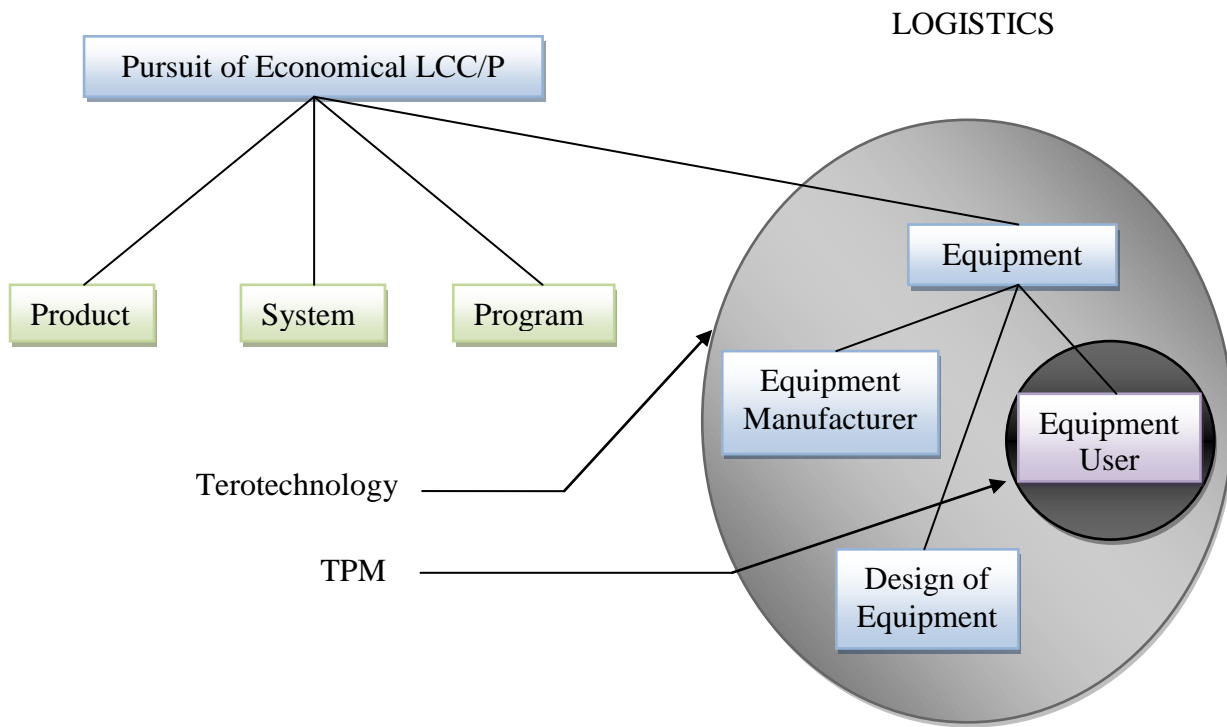 LOGISTICS
Pursuit of Economical LCC/P
Equipment
Product
System
Program
Equipment
Manufacturer
Equipment
User
Terotechnology
TPM
Design of
Equipment